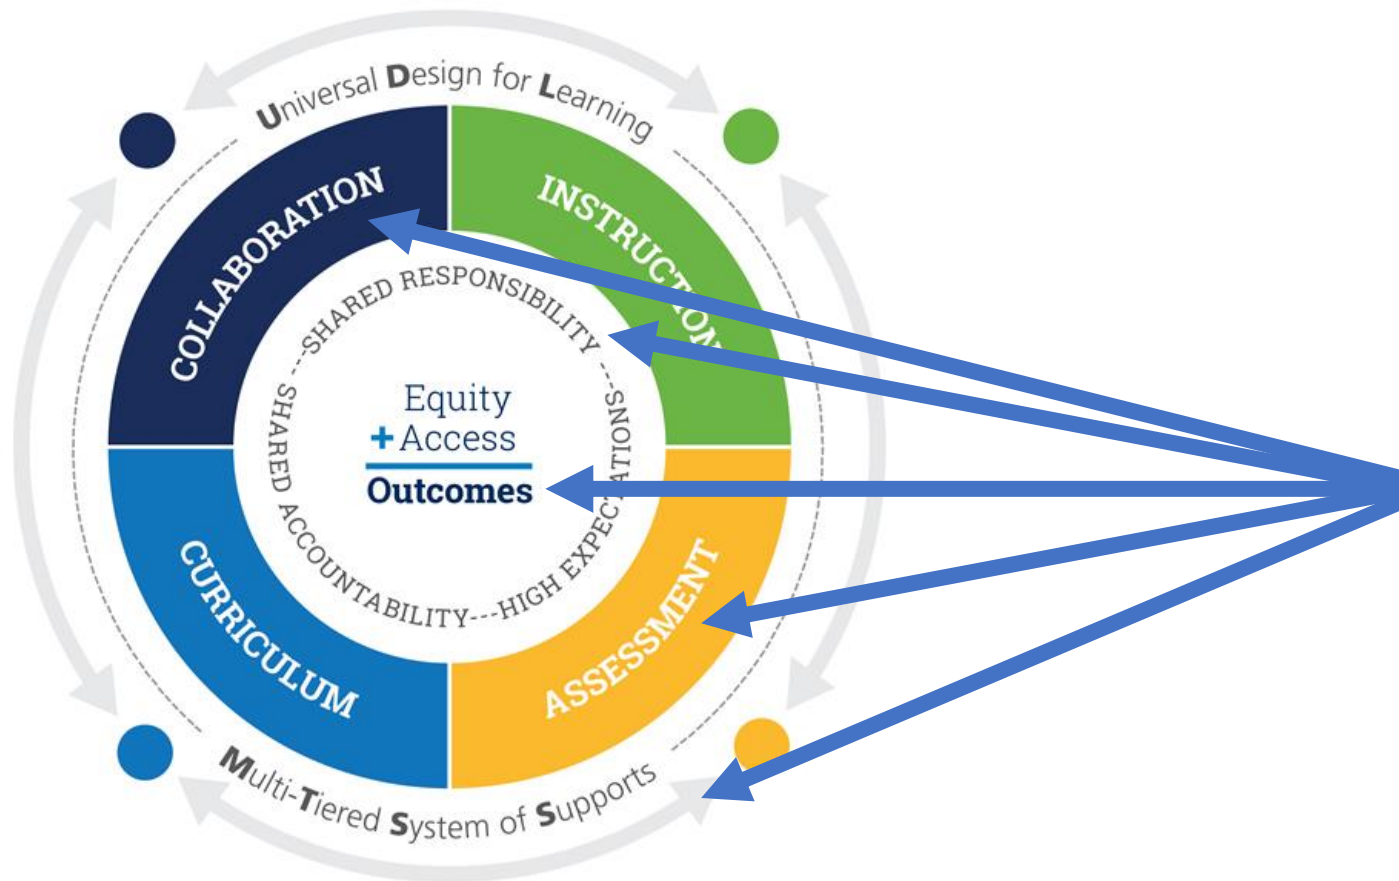 Universal Design for Learning
COLLABORATION
INSTRUCTION
SHARED RESPONSIBILITY ----
HIGH EXPECTATIONS
SHARED ACCOUNTABILITY---
Equity
+Access
Outcomes
CURRICULUM
ASSESSMENT
Multi-Tiered System of Supports